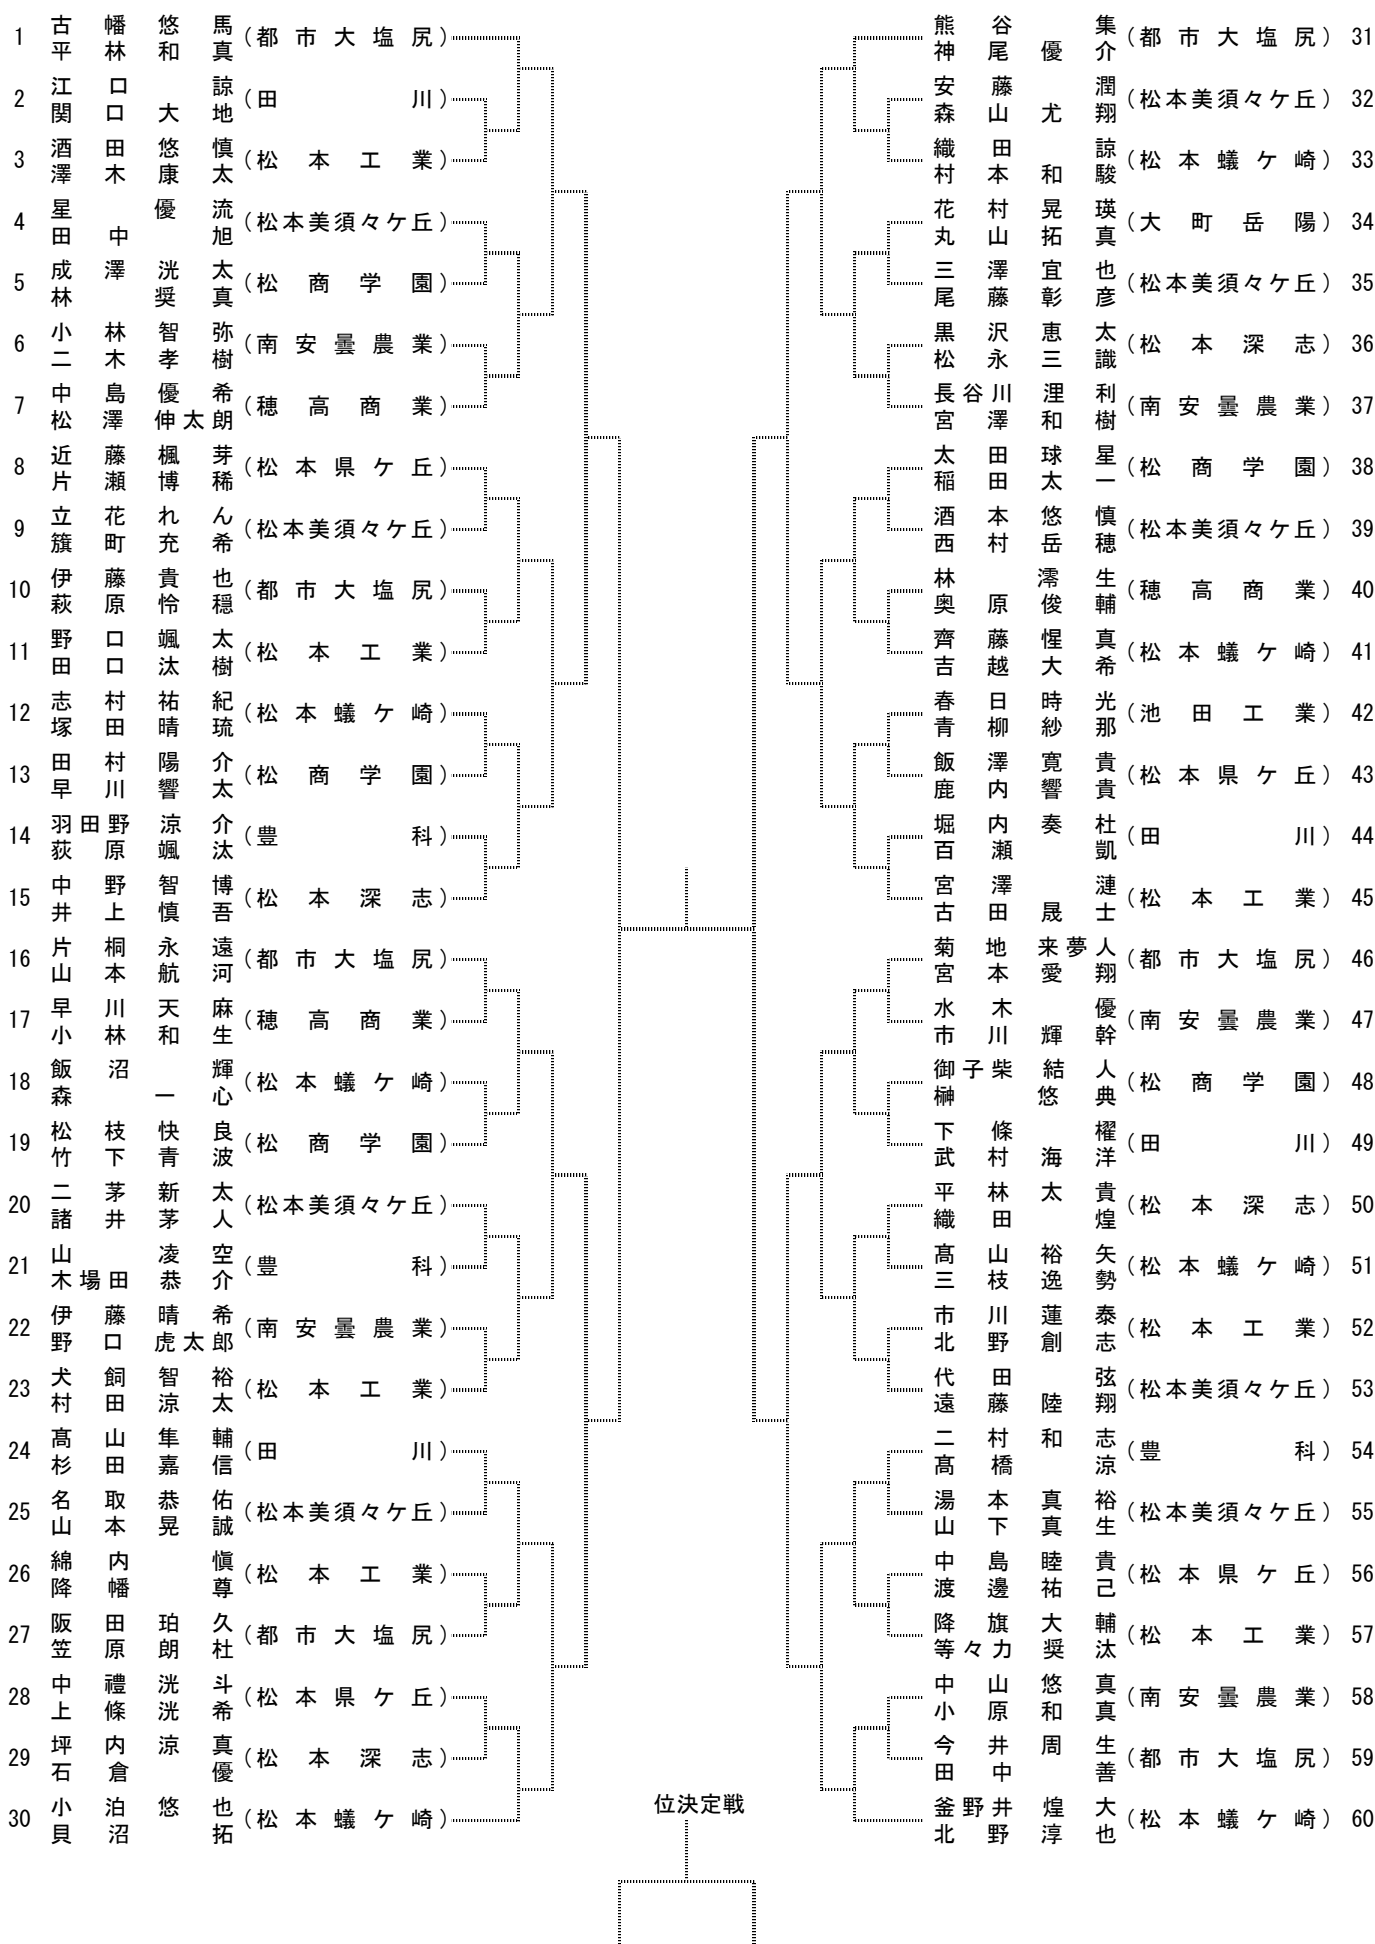 古幡悠馬
1 (都市大塩尻)
平林和真
江口諒
2 (田川)
関口大地
酒田悠慎
3 (松本工業)
澤木康太
星優流
4 (松本美須々ケ丘)
田中旭
成澤洸太
5 (松商学園)
林奨真
小林智弥
6 (南安曇農業)
二木孝樹
中島優希
7 (穂高商業)
松澤伸太朗
近藤楓芽
8 (松本県ケ丘)
片瀬博稀
立花れん
9 (松本美須々ケ丘)
籏町充希
伊藤貴也
10 (都市大塩尻)
萩原怜穏
野口颯太
11 (松本工業)
田口汰樹
志村祐紀
12 (松本蟻ケ崎)
塚田晴琉
田村陽介
13 (松商学園)
早川響太
羽田野涼介
14 (豊科)
荻原颯汰
中野智博
15 (松本深志)
井上慎吾
片桐永遠
16 (都市大塩尻)
山本航河
早川天麻
17 (穂高商業)
小林和生
飯沼輝
18 (松本蟻ケ崎)
森一心
松枝快良
19 (松商学園)
竹下青波
二茅新太
20 (松本美須々ケ丘)
諸井茅人
山凌空
21 (豊科)
木場田恭介
伊藤晴希
22 (南安曇農業)
野口虎太郎
犬飼智裕
23 (松本工業)
村田涼太
髙山隼輔
24 (田川)
杉田嘉信
名取恭佑
25 (松本美須々ケ丘)
山本晃誠
綿内愼
26 (松本工業)
降幡尊
阪田珀久
27 (都市大塩尻)
笠原朗杜
中禮洸斗
28 (松本県ケ丘)
上條洸希
坪内涼真
29 (松本深志)
石倉優
小泊悠也
30 (松本蟻ケ崎)
貝沼拓
熊谷集
(都市大塩尻) 31
神尾優介
安藤潤
(松本美須々ケ丘) 32
森山尤翔
織田諒
(松本蟻ケ崎) 33
村本和駿
花村晃瑛
(大町岳陽) 34
丸山拓真
三澤宜也
(松本美須々ケ丘) 35
尾藤彰彦
黒沢恵太
(松本深志) 36
松永三識
長谷川浬利
(南安曇農業) 37
宮澤和樹
太田球星
(松商学園) 38
稲田太一
酒本悠慎
(松本美須々ケ丘) 39
西村岳穂
林澪生
(穂高商業) 40
奥原俊輔
齊藤惺真
(松本蟻ケ崎) 41
吉越大希
春日時光
(池田工業) 42
青柳紗那
飯澤寛貴
(松本県ケ丘) 43
鹿内響貴
堀内奏杜
(田川) 44
百瀬凱
宮澤漣
(松本工業) 45
古田晟士
菊地来夢人
(都市大塩尻) 46
宮本愛翔
水木優
(南安曇農業) 47
市川輝幹
御子柴結人
(松商学園) 48
榊悠典
下條櫂
(田川) 49
武村海洋
平林太貴
(松本深志) 50
織田煌
髙山裕矢
(松本蟻ケ崎) 51
三枝逸勢
市川蓮泰
(松本工業) 52
北野創志
代田弦
(松本美須々ケ丘) 53
遠藤陸翔
二村和志
(豊科) 54
髙橋涼
湯本真裕
(松本美須々ケ丘) 55
山下真生
中島睦貴
(松本県ケ丘) 56
渡邊祐己
降旗大輔
(松本工業) 57
等々力奨汰
中山悠真
(南安曇農業) 58
小原和真
今井周生
(都市大塩尻) 59
田中善
釜野井煌大
(松本蟻ケ崎) 60
北野淳也
位決定戦